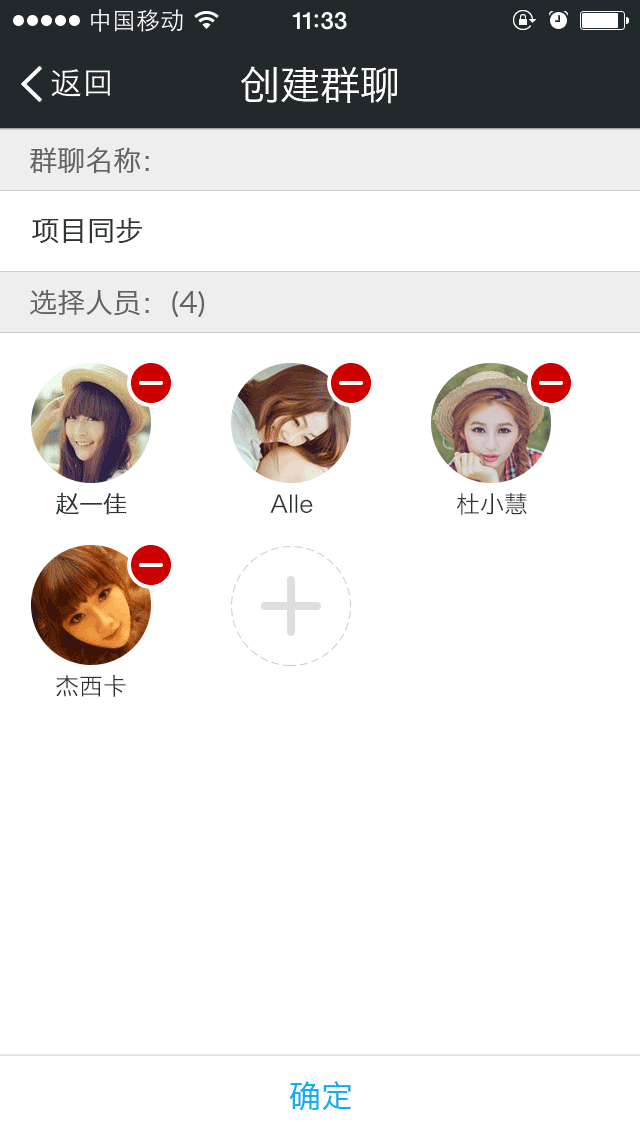 中国移动 11:33
返回 创建群聊
群聊名称：
项目同步
选择人员：(4)
赵一佳 Alle 杜小慧
杰西卡
确定